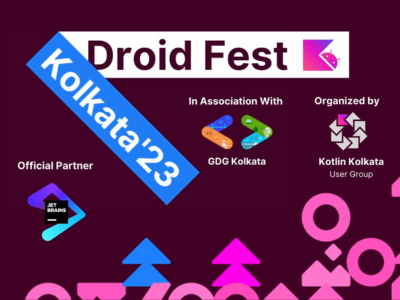 Droid Fest
Kolkata'23
In Association With
GDG Kolkata
Organized by
Kotlin Kolkata
User Group
Official Partner
JET
BRAINS